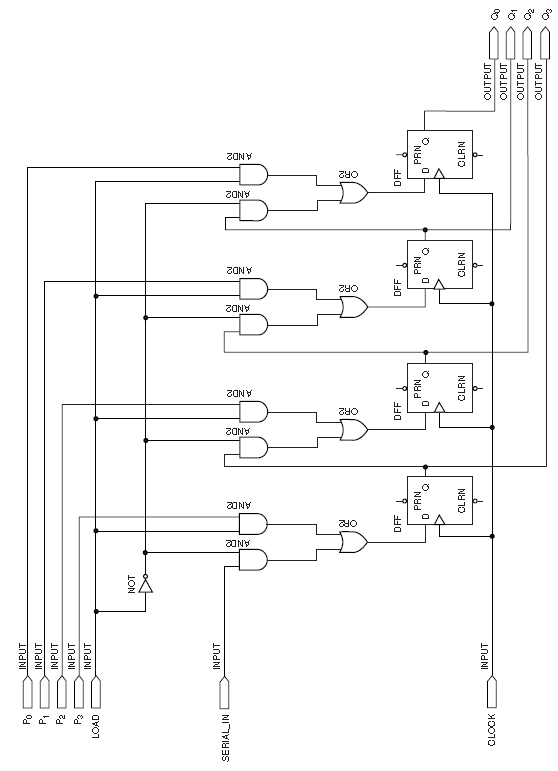 Q0
Q1
Q2
Q3
OUTPUT
OUTPUT
OUTPUT
OUTPUT
AND2
AND2
OR2
DFF
PRN
Q
D
CLRN
AND2
AND2
OR2
DFF
PRN
Q
D
CLRN
AND2
AND2
OR2
DFF
PRN
Q
D
CLRN
AND2
AND2
OR2
DFF
PRN
Q
D
CLRN
NOT
INPUT
INPUT
INPUT
INPUT
INPUT
INPUT
INPUT
P0
P1
P2
P3
LOAD
SERIAL_IN
CLOCK